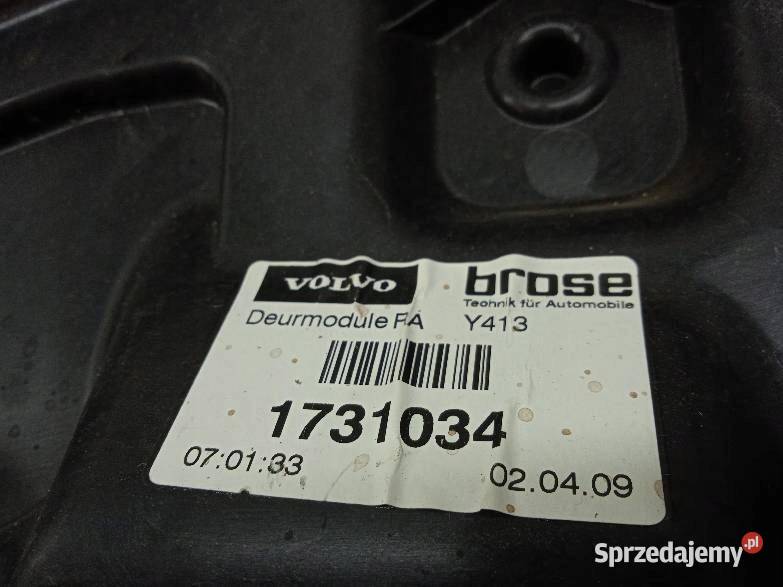 VOLVO brose
Technik für Automobile
Deurmodule FA Y413
1731034
07:01:33 02.04.09
Sprzedajemy.pl